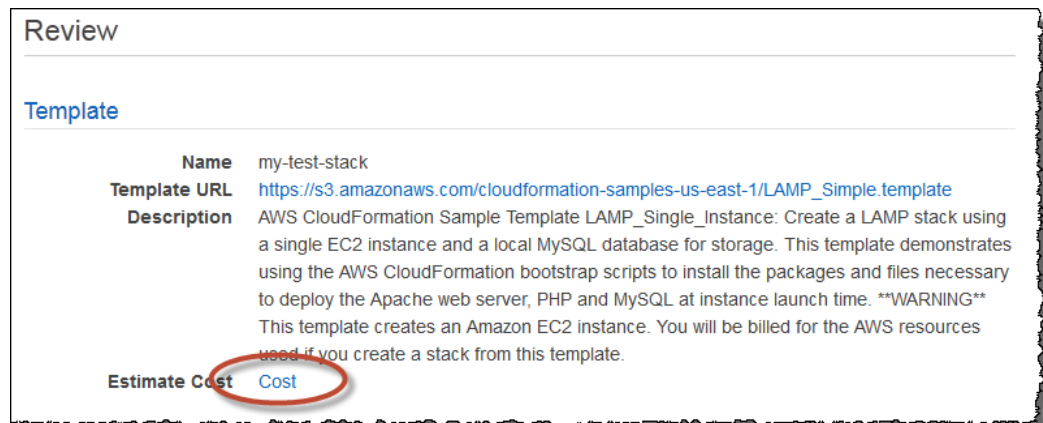 Review
Template
Name my-test-stack
Template URL https://s3.amazonaws.com/cloudformation-samples-us-east-1/LAMP_Simple.template
Description AWS CloudFormation Sample Template LAMP_Single_Instance: Create a LAMP stack using
a single EC2 instance and a local MySQL database for storage. This template demonstrates
using the AWS CloudFormation bootstrap scripts to install the packages and files necessary
to deploy the Apache web server, PHP and MySQL at instance launch time. **WARNING**
This template creates an Amazon EC2 instance. You will be billed for the AWS resources
used if you create a stack from this template.
Estimate Cost Cost